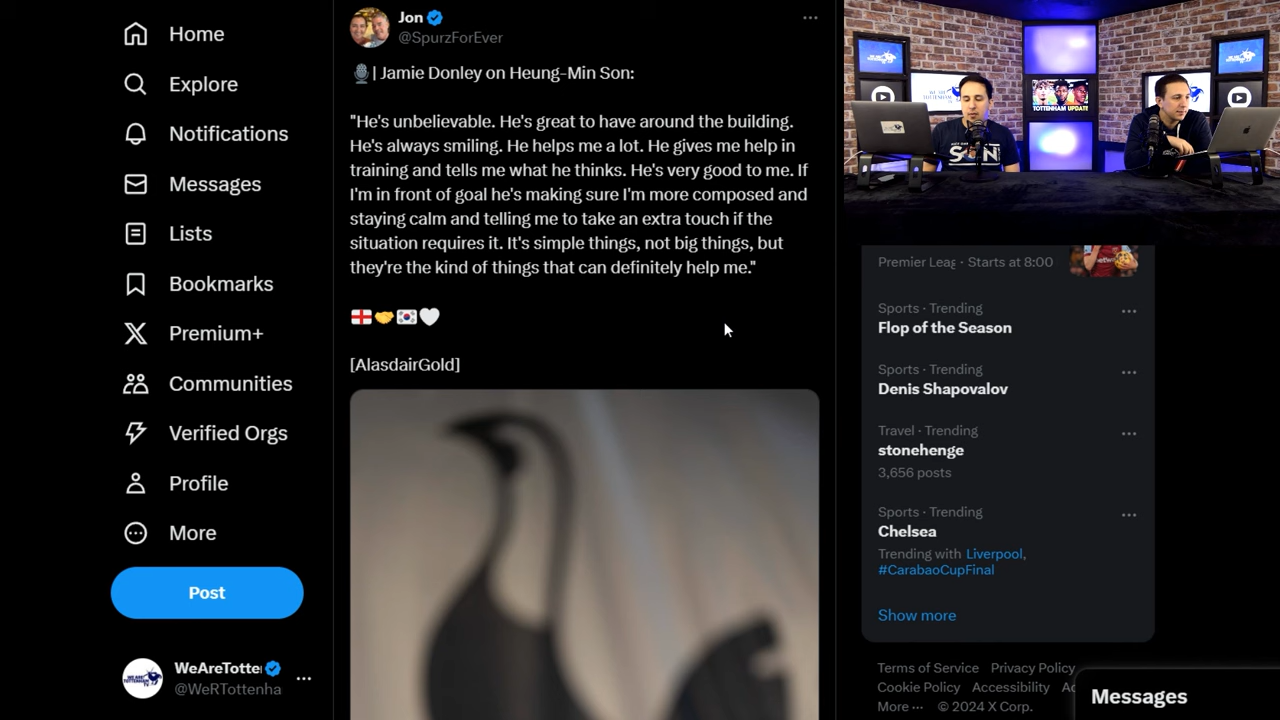 Home
Explore
Notifications
Messages
Lists
Bookmarks
Premium+
Communities
Verified Orgs
Profile
More
Post
WeAreTotte
@WeRTottenha
Jon
@SpurzForEver
| Jamie Donley on Heung-Min Son:
"He's unbelievable. He's great to have around the building.
He's always smiling. He helps me a lot. He gives me help in
training and tells me what he thinks. He's very good to me. If
I'm in front of goal he's making sure I'm more composed and
staying calm and telling me to take an extra touch if the
situation requires it. It's simple things, not big things, but
they're the kind of things that can definitely help me."
[AlasdairGold]
TOTTENHAM UPDATE
SON
Premier Leag · Starts at 8:00
Sports · Trending
Flop of the Season
Sports · Trending
Denis Shapovalov
Travel · Trending
stonehenge
3,656 posts
Sports · Trending
Chelsea
Trending with Liverpool,
#CarabaoCupFinal
Show more
Terms of Service Privacy Policy
Cookie Policy Accessibility
More ··· © 2024 X Corp.
Messages